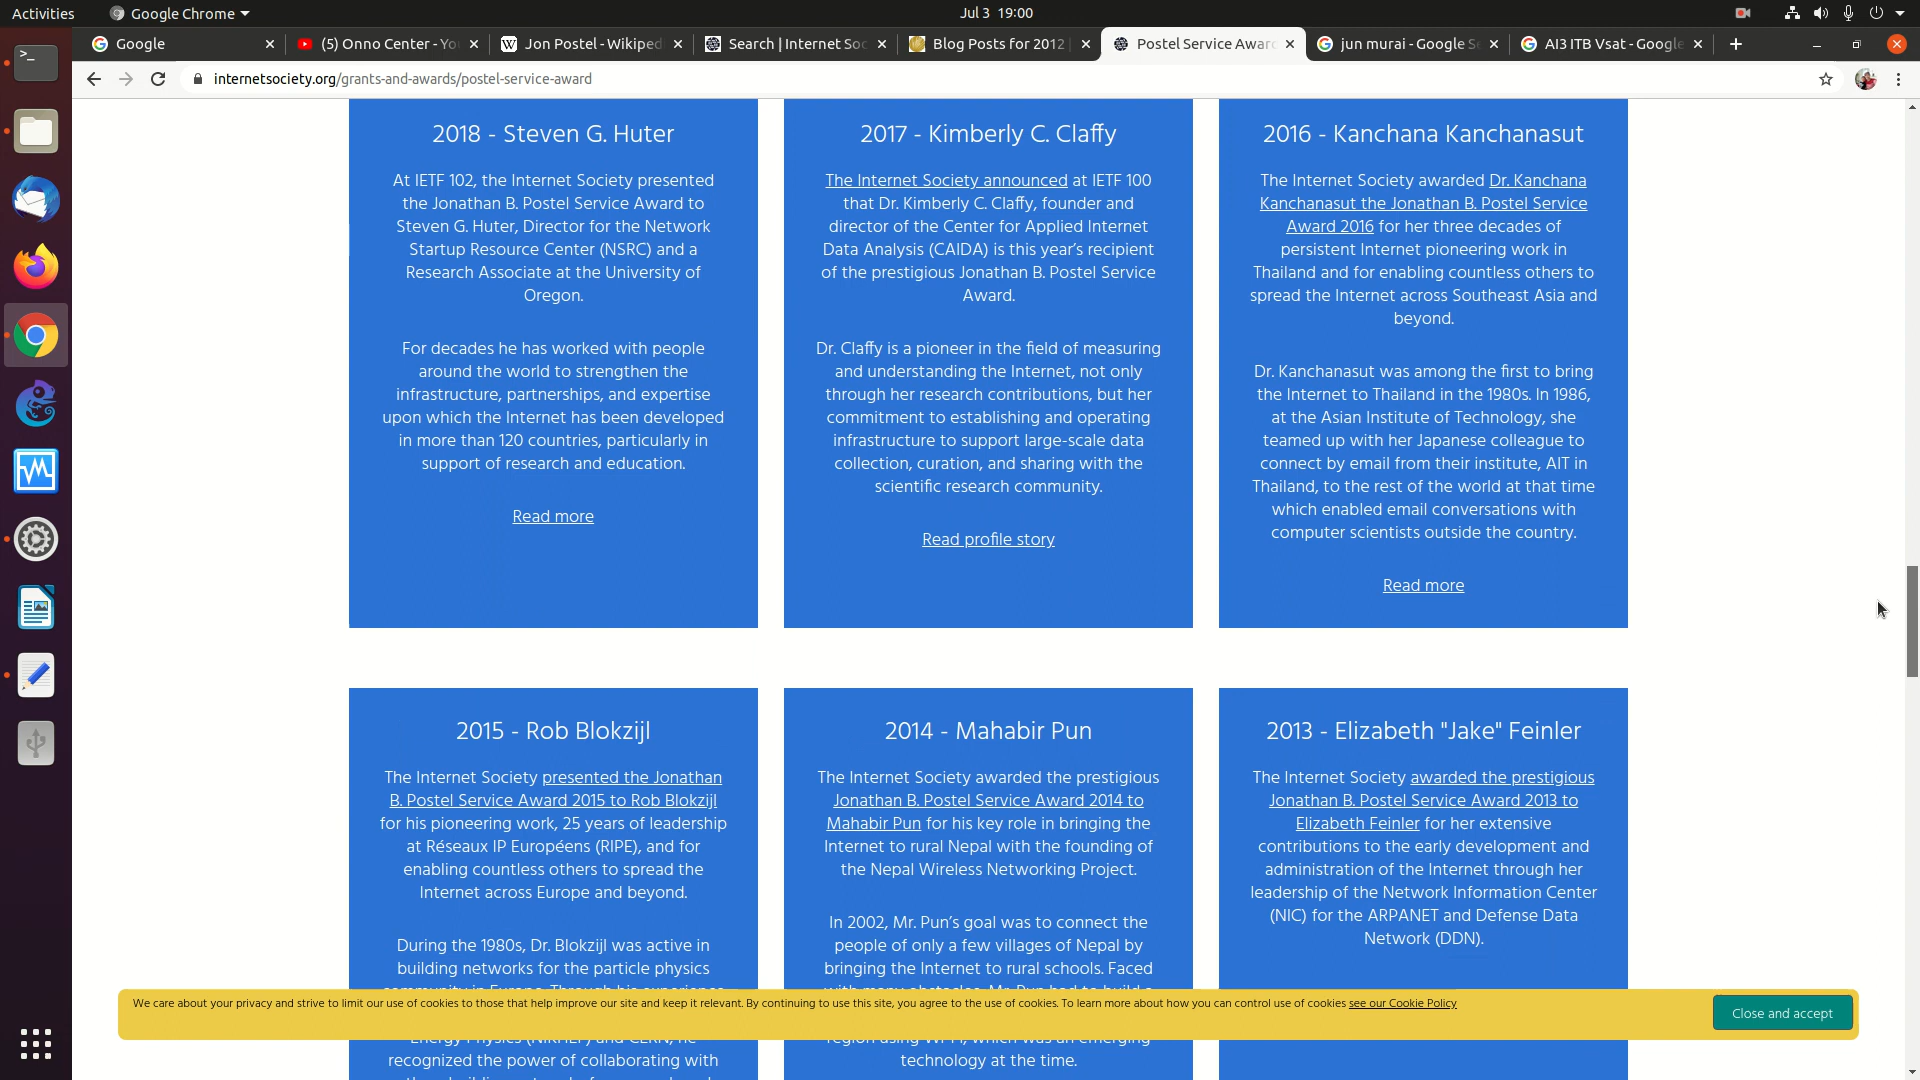 Activities
Google Chrome
Jul 3 19:00
Google
(5) Onno Center - Yo
Jon Postel - Wikiped
Search | Internet Soc
Blog Posts for 2012 |
Postel Service Awar
jun murai - Google Se
AI3 ITB Vsat - Google
internetsociety.org/grants-and-awards/postel-service-award
2018 - Steven G. Huter
At IETF 102, the Internet Society presented
the Jonathan B. Postel Service Award to
Steven G. Huter, Director for the Network
Startup Resource Center (NSRC) and a
Research Associate at the University of
Oregon.
For decades he has worked with people
around the world to strengthen the
infrastructure, partnerships, and expertise
upon which the Internet has been developed
in more than 120 countries, particularly in
support of research and education.
Read more
2017 - Kimberly C. Claffy
The Internet Society announced at IETF 100
that Dr. Kimberly C. Claffy, founder and
director of the Center for Applied Internet
Data Analysis (CAIDA) is this year's recipient
of the prestigious Jonathan B. Postel Service
Award.
Dr. Claffy is a pioneer in the field of measuring
and understanding the Internet, not only
through her research contributions, but her
commitment to establishing and operating
infrastructure to support large-scale data
collection, curation, and sharing with the
scientific research community.
Read profile story
2016 - Kanchana Kanchanasut
The Internet Society awarded Dr. Kanchana
Kanchanasut the Jonathan B. Postel Service
Award 2016 for her three decades of
persistent Internet pioneering work in
Thailand and for enabling countless others to
spread the Internet across Southeast Asia and
beyond.
Dr. Kanchanasut was among the first to bring
the Internet to Thailand in the 1980s. In 1986,
at the Asian Institute of Technology, she
teamed up with her Japanese colleague to
connect by email from their institute, AIT in
Thailand, to the rest of the world at that time
which enabled email conversations with
computer scientists outside the country.
Read more
2015 - Rob Blokzijl
The Internet Society presented the Jonathan
B. Postel Service Award 2015 to Rob Blokzijl
for his pioneering work, 25 years of leadership
at Réseaux IP Européens (RIPE), and for
enabling countless others to spread the
Internet across Europe and beyond.
During the 1980s, Dr. Blokzijl was active in
building networks for the particle physics
recognized the power of collaborating with
2014 - Mahabir Pun
The Internet Society awarded the prestigious
Jonathan B. Postel Service Award 2014 to
Mahabir Pun for his key role in bringing the
Internet to rural Nepal with the founding of
the Nepal Wireless Networking Project.
In 2002, Mr. Pun's goal was to connect the
people of only a few villages of Nepal by
bringing the Internet to rural schools. Faced
technology at the time.
2013 - Elizabeth "Jake" Feinler
The Internet Society awarded the prestigious
Jonathan B. Postel Service Award 2013 to
Elizabeth Feinler for her extensive
contributions to the early development and
administration of the Internet through her
leadership of the Network Information Center
(NIC) for the ARPANET and Defense Data
Network (DDN).
We care about your privacy and strive to limit our use of cookies to those that help improve our site and keep it relevant. By continuing to use this site, you agree to the use of cookies. To learn more about how you can control use of cookies see our Cookie Policy
Close and accept